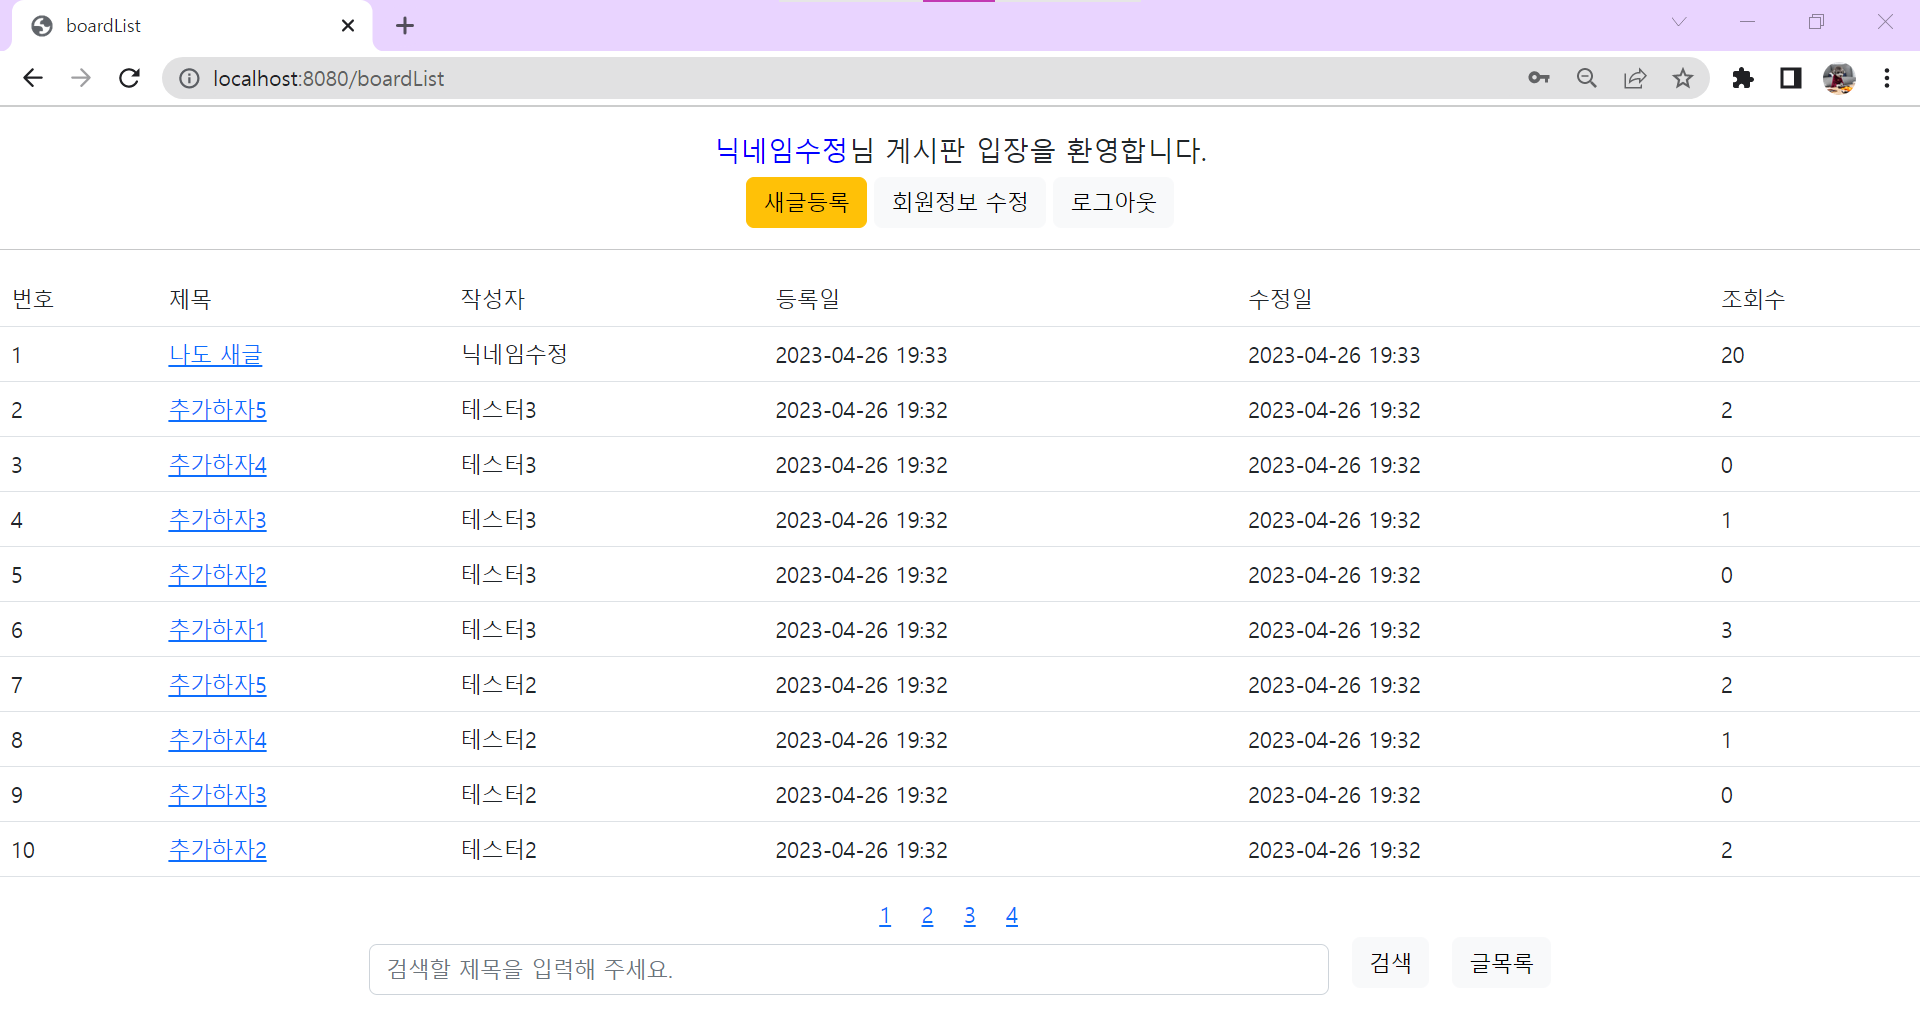 boardList
localhost:8080/boardList
닉네임수정님 게시판 입장을 환영합니다.
새글등록 회원정보 수정 로그아웃
번호 제목 작성자 등록일 수정일 조회수
1 나도 새글 닉네임수정 2023-04-26 19:33 2023-04-26 19:33 20
2 추가하자5 테스터3 2023-04-26 19:32 2023-04-26 19:32 2
3 추가하자4 테스터3 2023-04-26 19:32 2023-04-26 19:32 0
4 추가하자3 테스터3 2023-04-26 19:32 2023-04-26 19:32 1
5 추가하자2 테스터3 2023-04-26 19:32 2023-04-26 19:32 0
6 추가하자1 테스터3 2023-04-26 19:32 2023-04-26 19:32 3
7 추가하자5 테스터2 2023-04-26 19:32 2023-04-26 19:32 2
8 추가하자4 테스터2 2023-04-26 19:32 2023-04-26 19:32 1
9 추가하자3 테스터2 2023-04-26 19:32 2023-04-26 19:32 0
10 추가하자2 테스터2 2023-04-26 19:32 2023-04-26 19:32 2
1 2 3 4
검색할 제목을 입력해 주세요. 검색 글목록